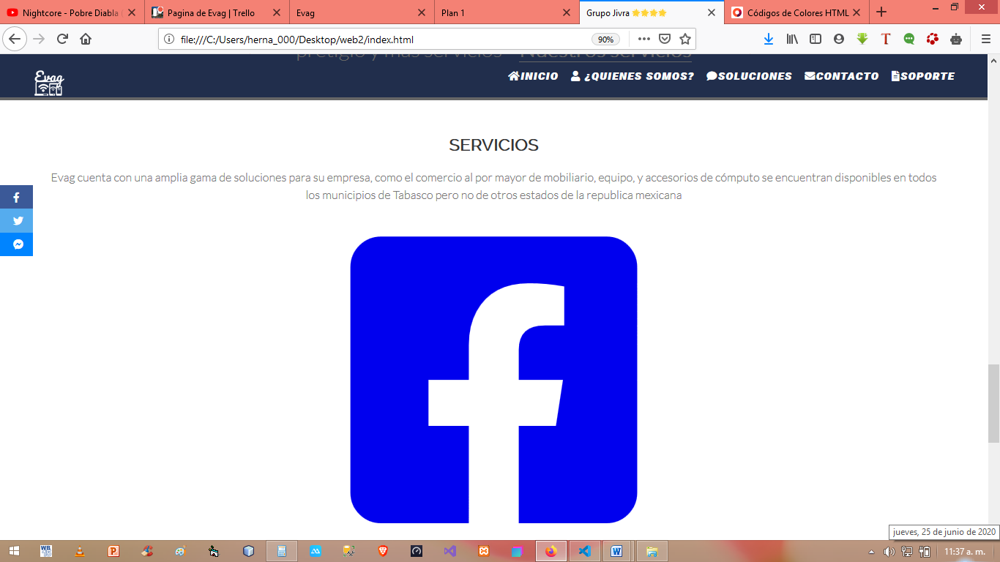 Nightcore - Pobre Diabla (
Pagina de Evag | Trello
Evag
Plan 1
Grupo Jivra ⭐⭐⭐⭐
Códigos de Colores HTML
file:///C:/Users/herna_000/Desktop/web2/index.html
90%
pretigio y mas servicios Nuestros servicios
Evag
INICIO
¿QUIENES SOMOS?
SOLUCIONES
CONTACTO
SOPORTE
SERVICIOS
Evag cuenta con una amplia gama de soluciones para su empresa, como el comercio al por mayor de mobiliario, equipo, y accesorios de cómputo se encuentran disponibles en todos
los municipios de Tabasco pero no de otros estados de la republica mexicana
jueves, 25 de junio de 2020
11:37 a. m.